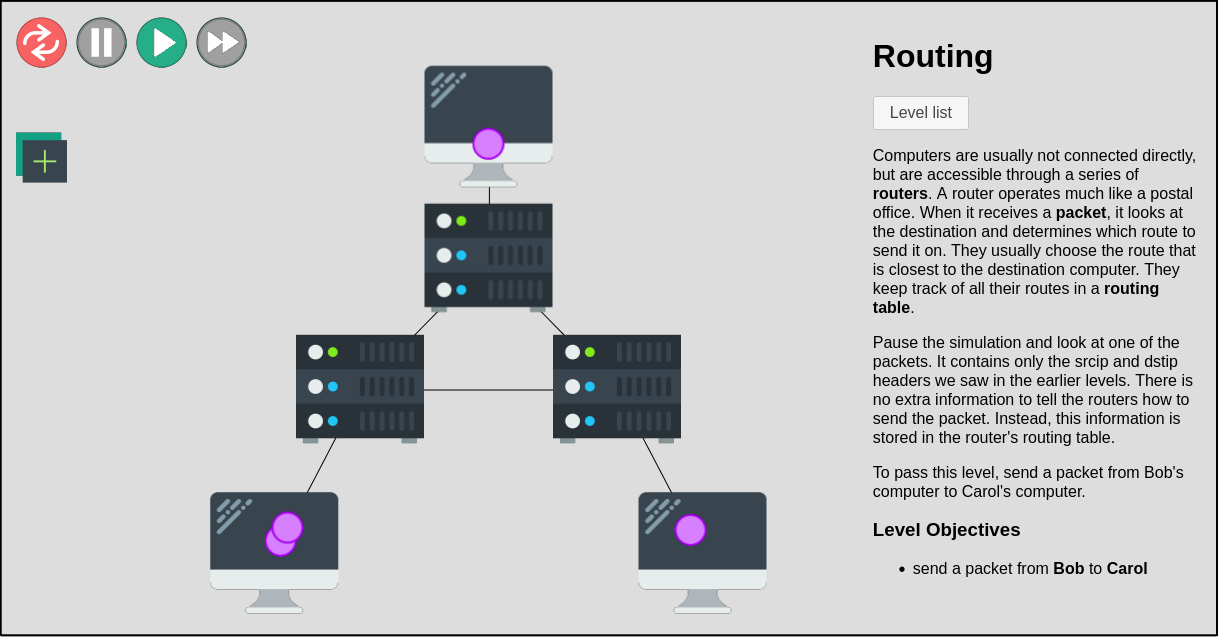 Routing
Level list
Computers are usually not connected directly,
but are accessible through a series of
routers. A router operates much like a postal
office. When it receives a packet, it looks at
the destination and determines which route to
send it on. They usually choose the route that
is closest to the destination computer. They
keep track of all their routes in a routing
table.
Pause the simulation and look at one of the
packets. It contains only the srcip and dstip
headers we saw in the earlier levels. There is
no extra information to tell the routers how to
send the packet. Instead, this information is
stored in the router's routing table.
To pass this level, send a packet from Bob's
computer to Carol's computer.
Level Objectives
• send a packet from Bob to Carol